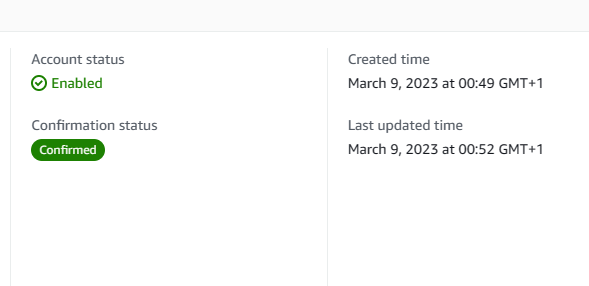 Account status
Enabled
Confirmation status
Confirmed
Created time
March 9, 2023 at 00:49 GMT+1
Last updated time
March 9, 2023 at 00:52 GMT+1